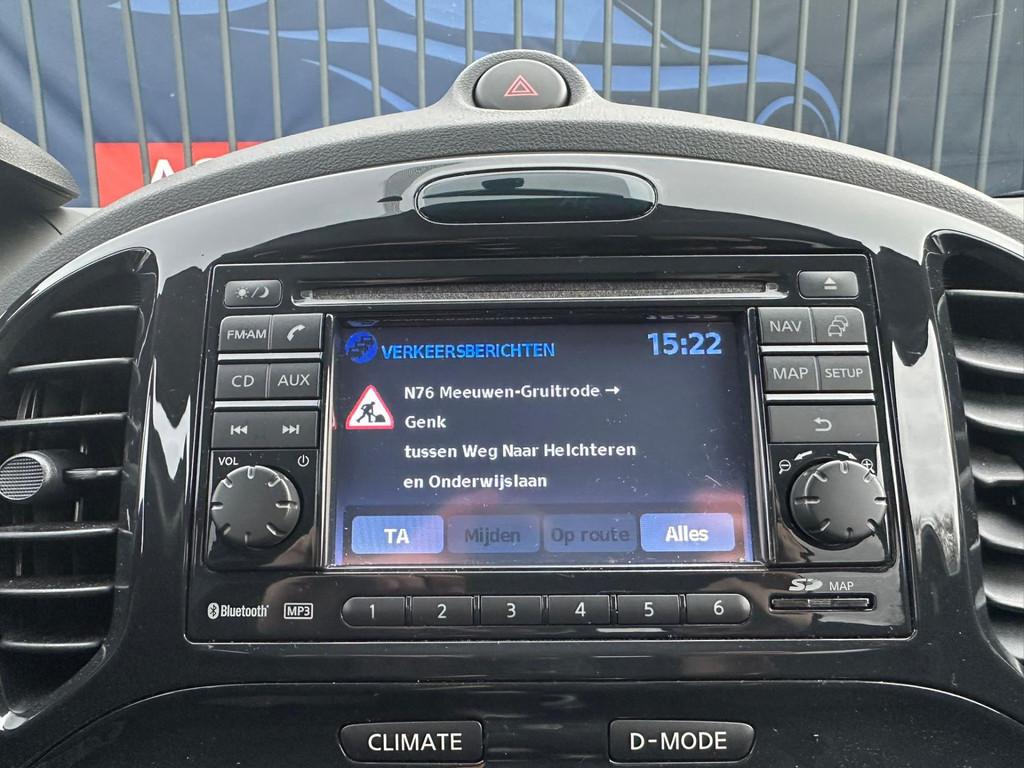 FM·AM
CD AUX
VOL
VERKEERSBERICHTEN 15:22
N76 Meeuwen-Gruitrode →
Genk
tussen Weg Naar Helchteren
en Onderwijslaan
TA Mijden Op route Alles
NAV
MAP SETUP
Bluetooth MP3 1 2 3 4 5 6 SD MAP
CLIMATE D-MODE